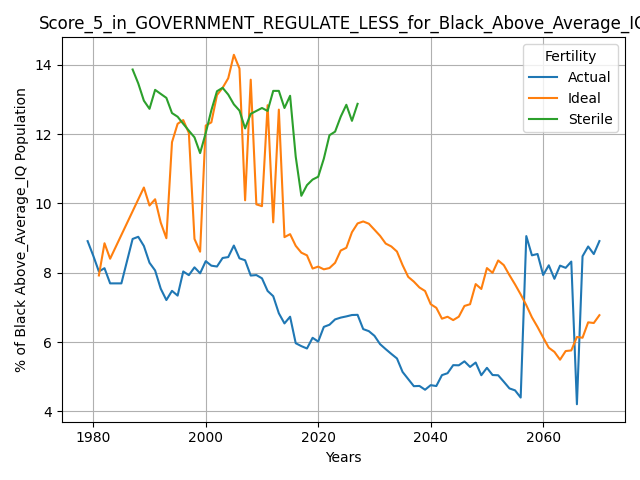 Score_5_in_GOVERNMENT_REGULATE_LESS_for_Black_Above_Average_IQ
Fertility
Actual
Ideal
Sterile
% of Black Above_Average_IQ Population
14
12
10
8
6
4
1980 2000 2020 2040 2060
Years